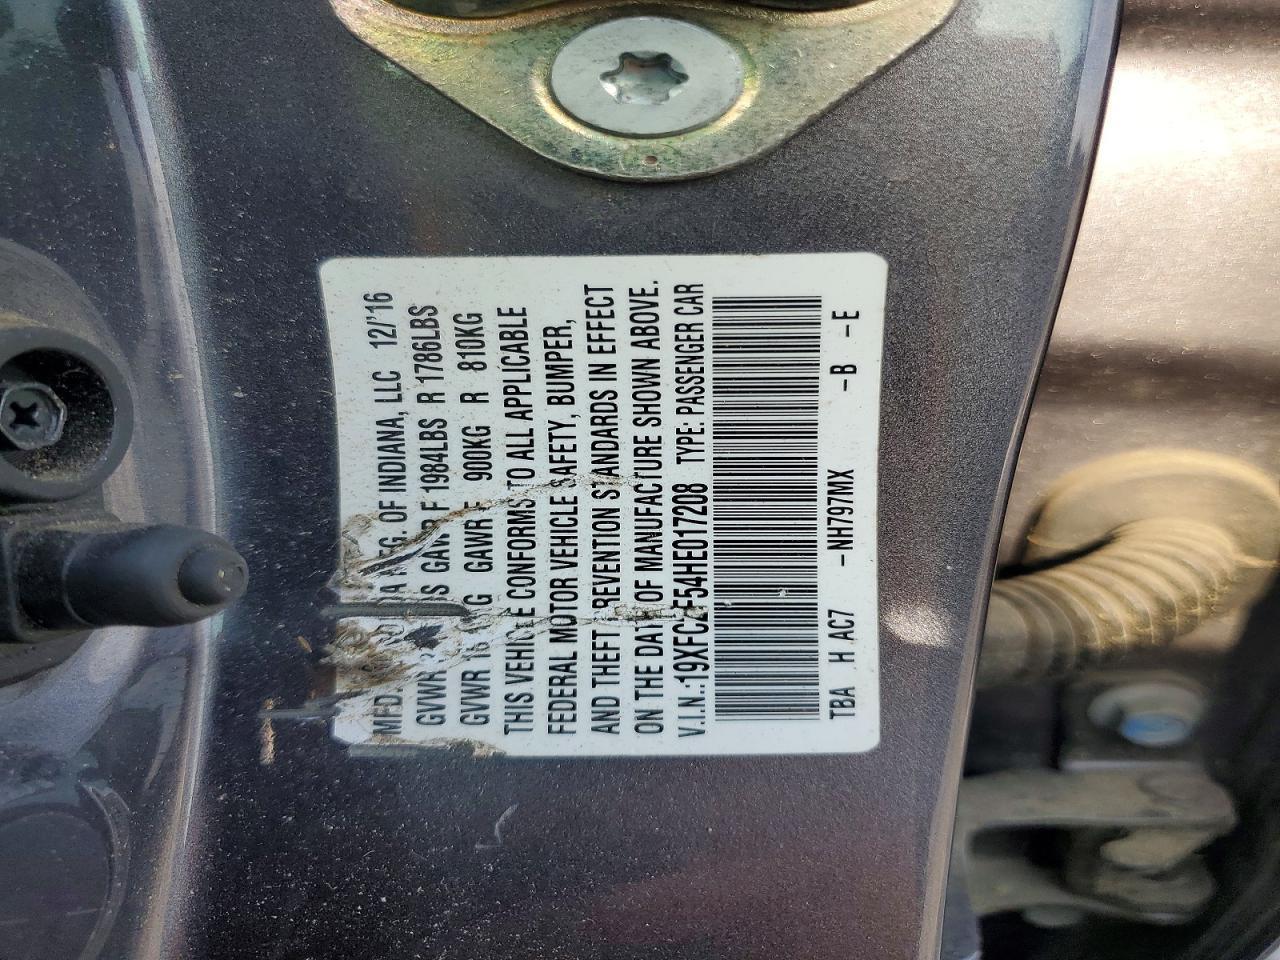 MFD. MFG. OF INDIANA, LLC 12/'16
GVWR GAWR F 1984LBS R 1786LBS
GVWR GAWR F 900KG R 810KG
THIS VEHICLE CONFORMS TO ALL APPLICABLE
FEDERAL MOTOR VEHICLE SAFETY, BUMPER,
AND THEFT PREVENTION STANDARDS IN EFFECT
ON THE DATE OF MANUFACTURE SHOWN ABOVE.
V.I.N.: 19XFC2F54HE017208 TYPE: PASSENGER CAR
TBA H AC7 -NH797MX -B -E